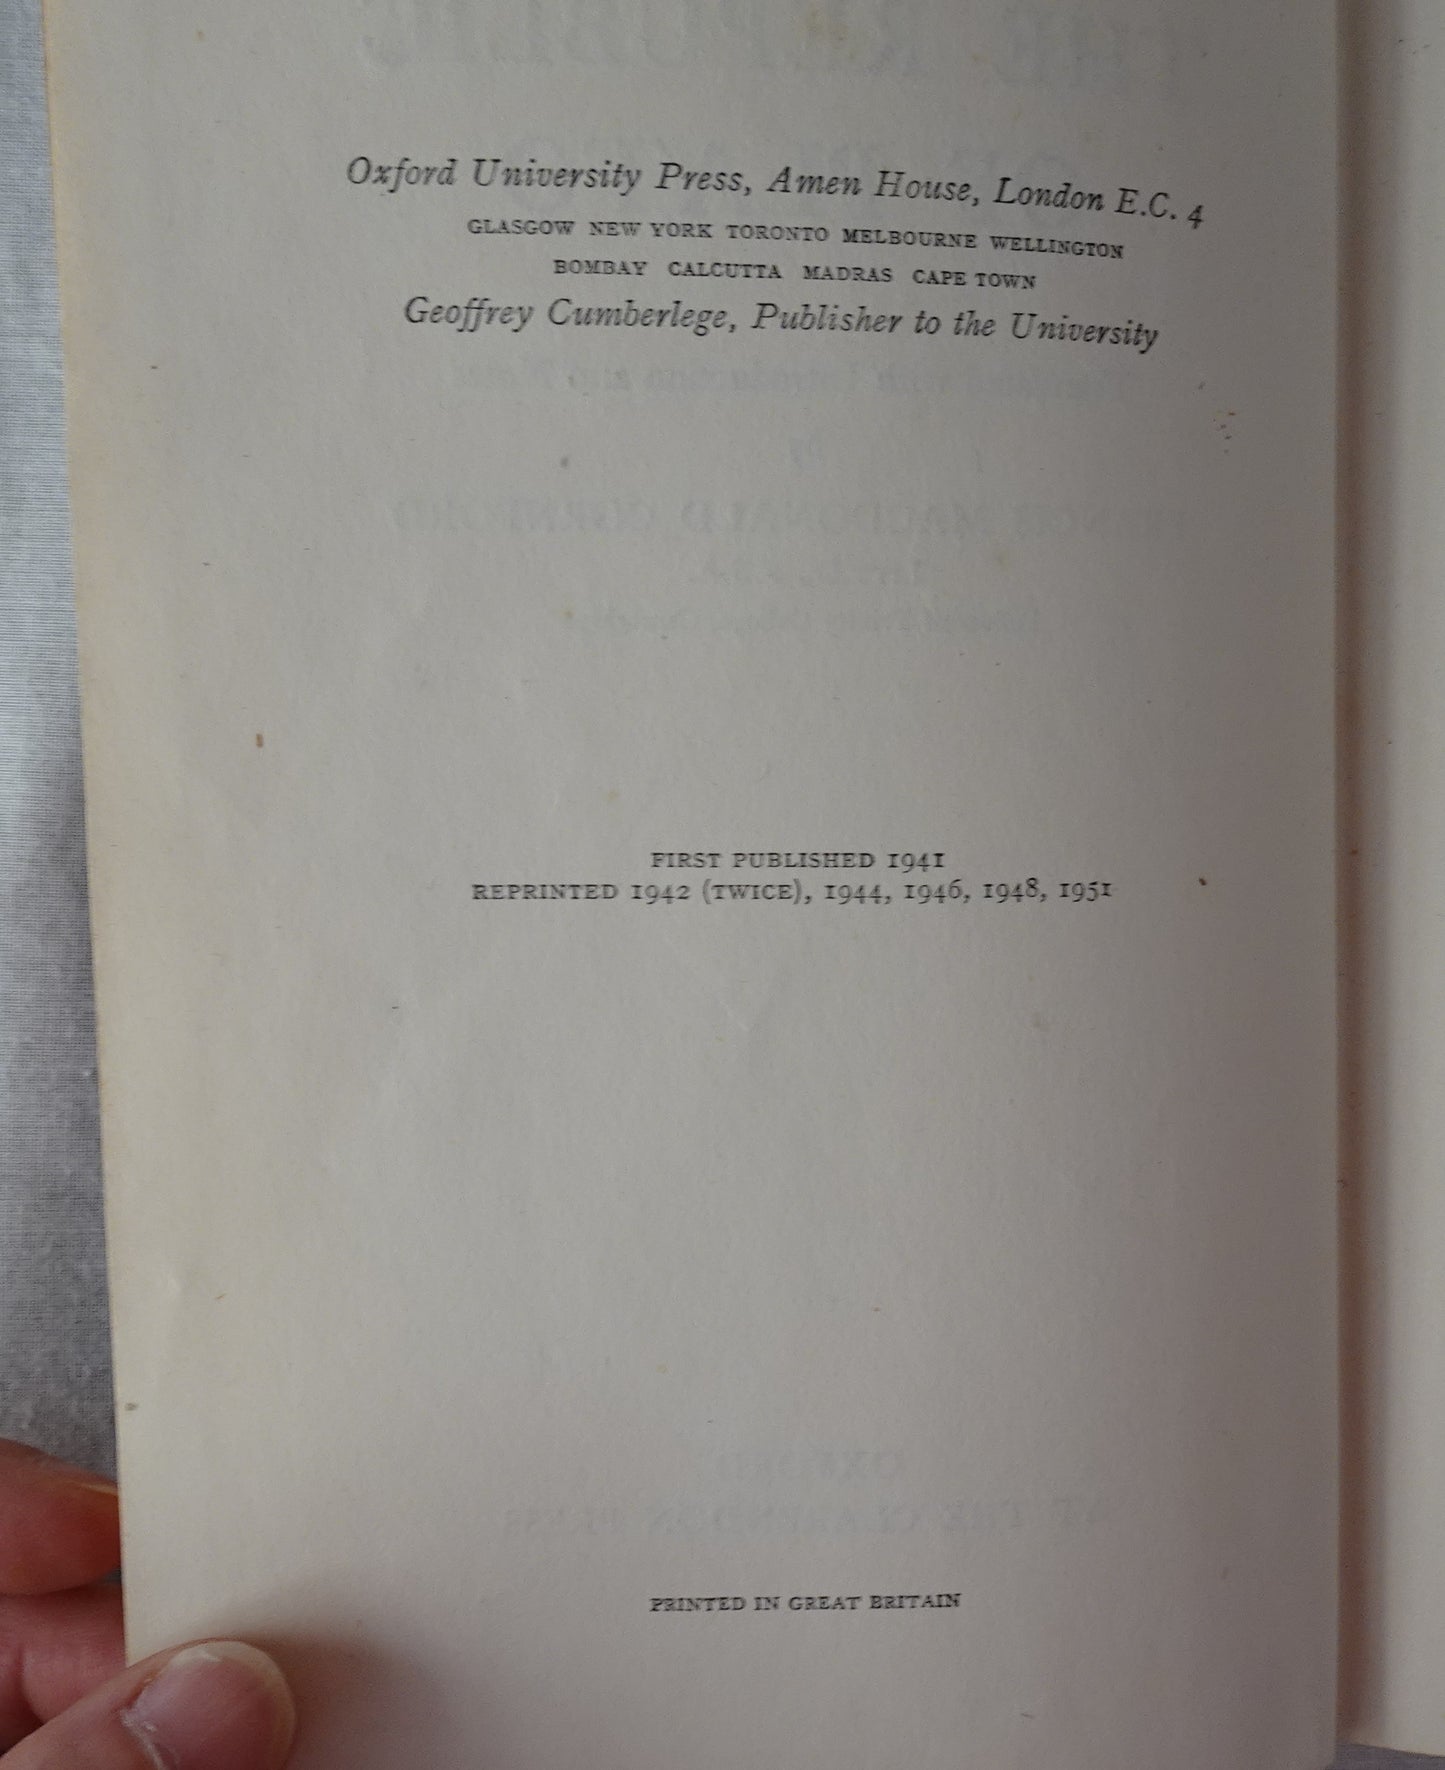 Oxford University Press, Amen House, London E.C. 4
GLASGOW NEW YORK TORONTO MELBOURNE WELLINGTON
BOMBAY CALCUTTA MADRAS CAPE TOWN
Geoffrey Cumberlege, Publisher to the University
FIRST PUBLISHED 1941
REPRINTED 1942 (TWICE), 1944, 1946, 1948, 1951
PRINTED IN GREAT BRITAIN